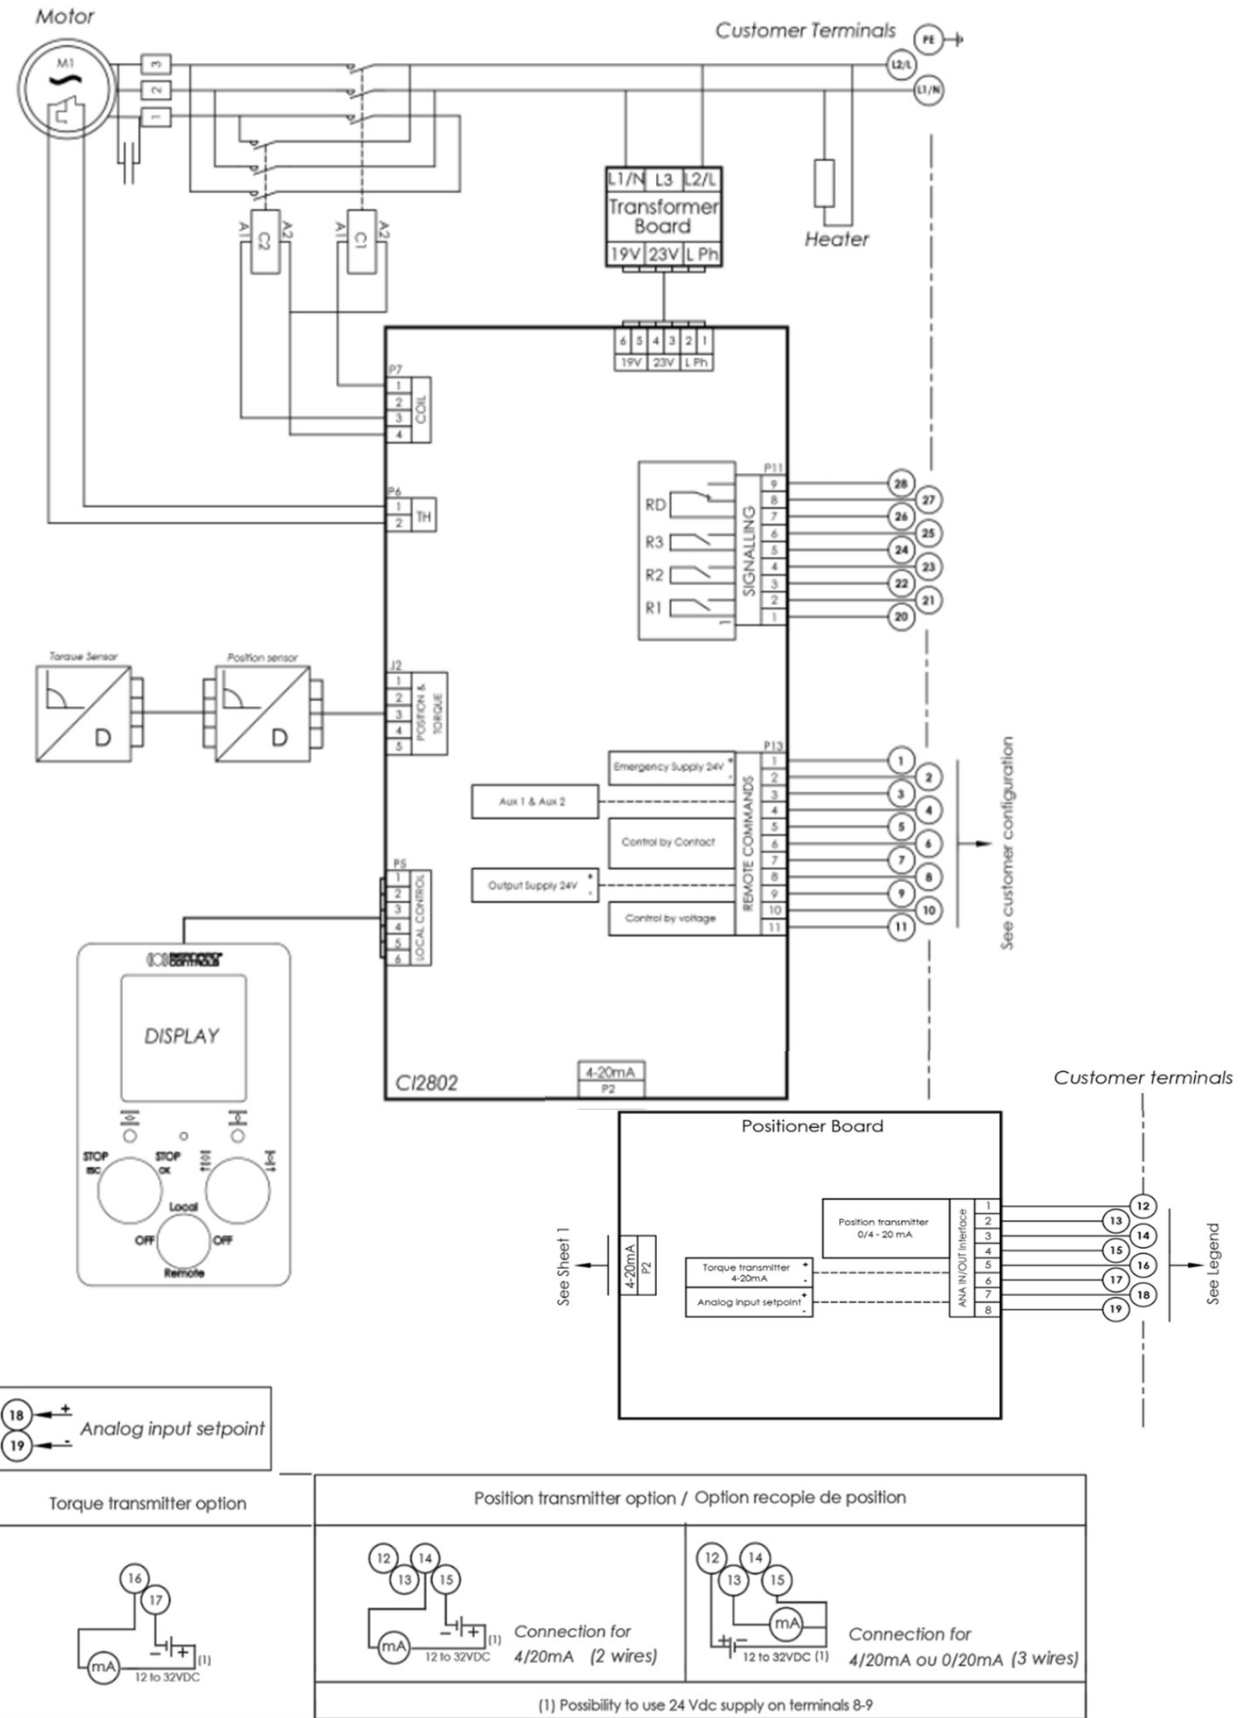 Motor
Customer Terminals
PE
M1
3
L2/L
2
L1/N
1
L1/N L3 L2/L
Transformer
Board
19V 23V L Ph
Heater
A1 C2 A2
A1 C1 A2
6 5 4 3 2 1
19V 23V L Ph
P7
1
2
3
4
COIL
P6
1
2
TH
P11
9
8
7
6
5
4
3
2
1
SIGNALLING
RD
R3
R2
R1
28
27
26
25
24
23
22
21
20
Torque Sensor
Position sensor
D
D
J2
1
2
3
4
5
POSITION &
TORQUE
P13
1
2
3
4
5
6
7
8
9
10
11
REMOTE COMMANDS
Emergency Supply 24V + -
Aux 1 & Aux 2
Control by Contact
Output Supply 24V + -
Control by voltage
1
2
3
4
5
6
7
8
9
10
11
See customer configuration
P5
1
2
3
4
5
6
LOCAL CONTROL
CONTROLS
DISPLAY
STOP
ESC
STOP
OK
Local
OFF
OFF
Remote
CI2802
4-20mA
P2
Customer terminals
Positioner Board
Position transmitter
0/4 - 20 mA
Torque transmitter + -
4-20mA
Analog input setpoint + -
ANA IN/OUT Interface
1
2
3
4
5
6
7
8
12
13
14
15
16
17
18
19
See Legend
See Sheet 1
4-20mA
P2
18 +
19 -
Analog input setpoint
Torque transmitter option
Position transmitter option / Option recopie de position
16
17
- +
(1)
mA
12 to 32VDC
12
14
13
15
- +
(1)
mA
12 to 32VDC
Connection for
4/20mA (2 wires)
12
14
13
15
mA
+ -
12 to 32VDC (1)
Connection for
4/20mA ou 0/20mA (3 wires)
(1) Possibility to use 24 Vdc supply on terminals 8-9